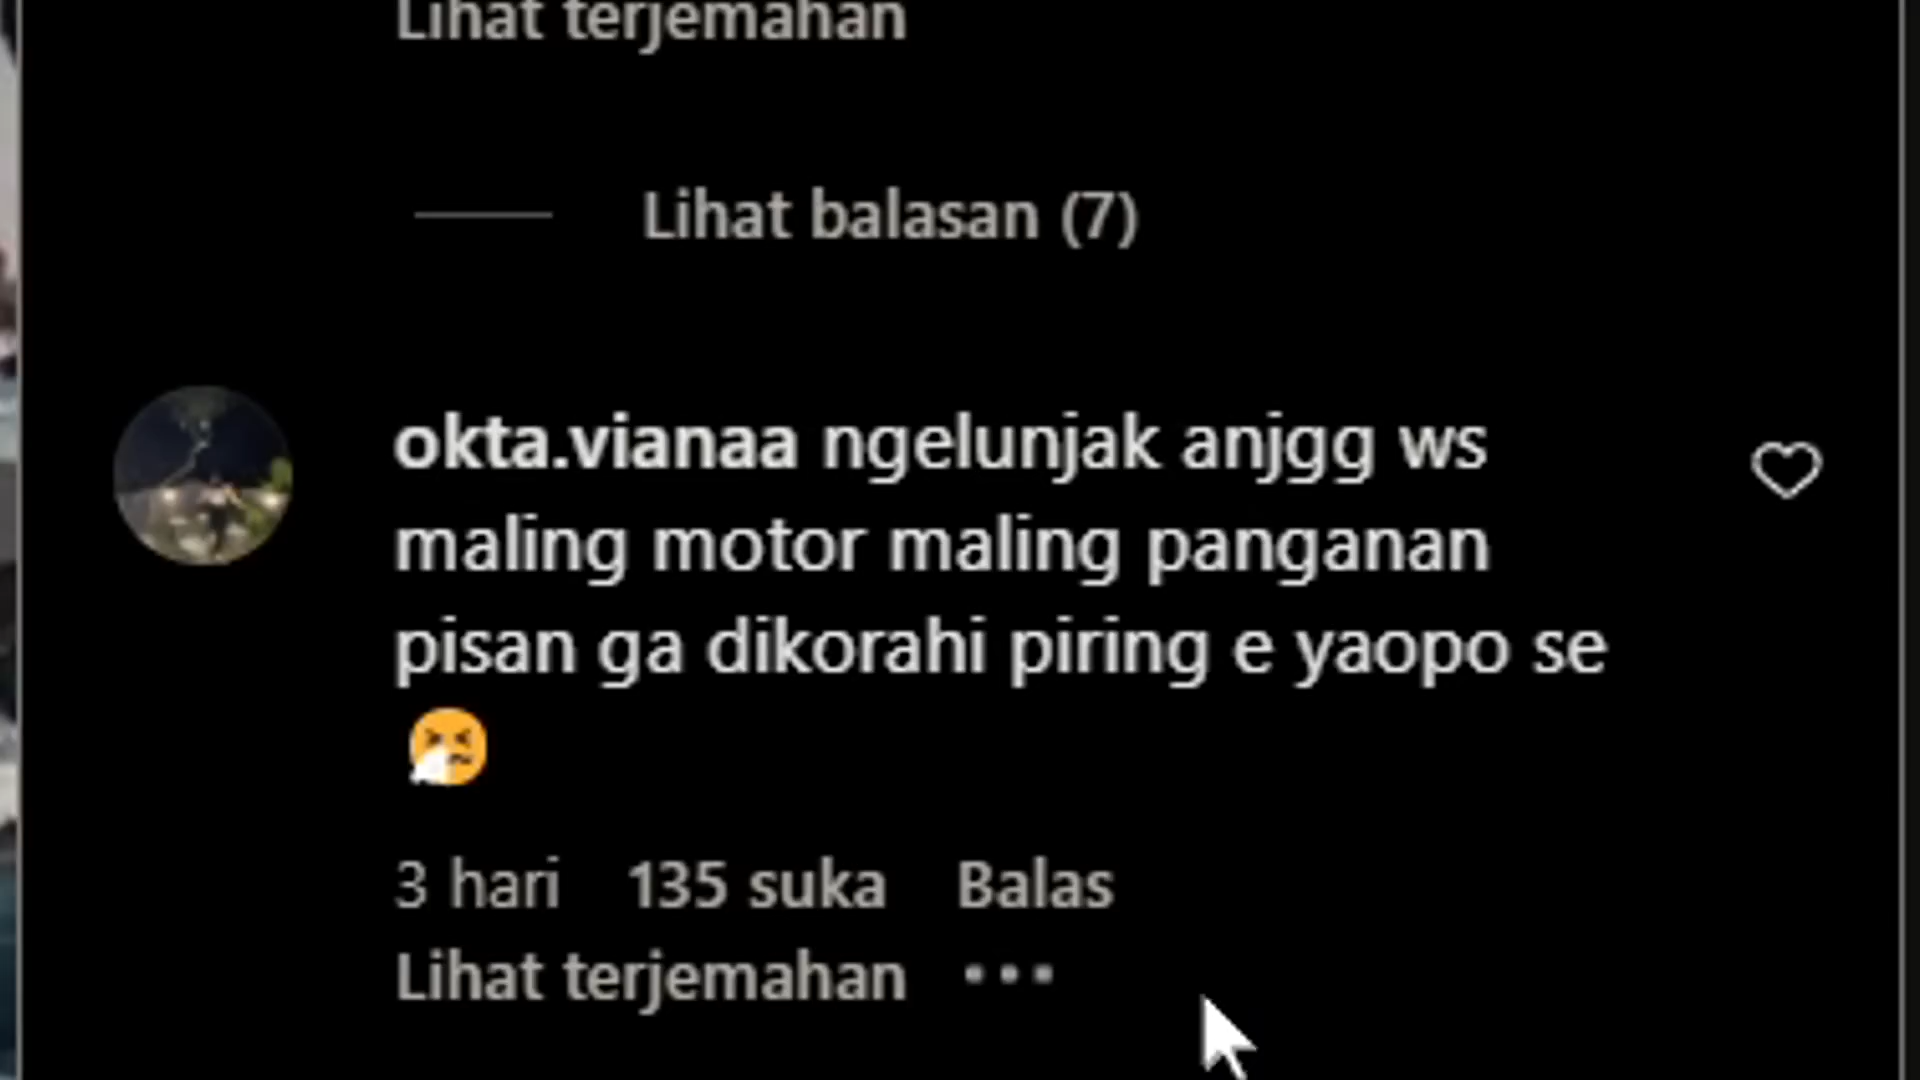 Lihat terjemahan
Lihat balasan (7)
okta.vianaa ngelunjak anjgg ws
maling motor maling panganan
pisan ga dikorahi piring e yaopo se
🤧
3 hari 135 suka Balas
Lihat terjemahan •••